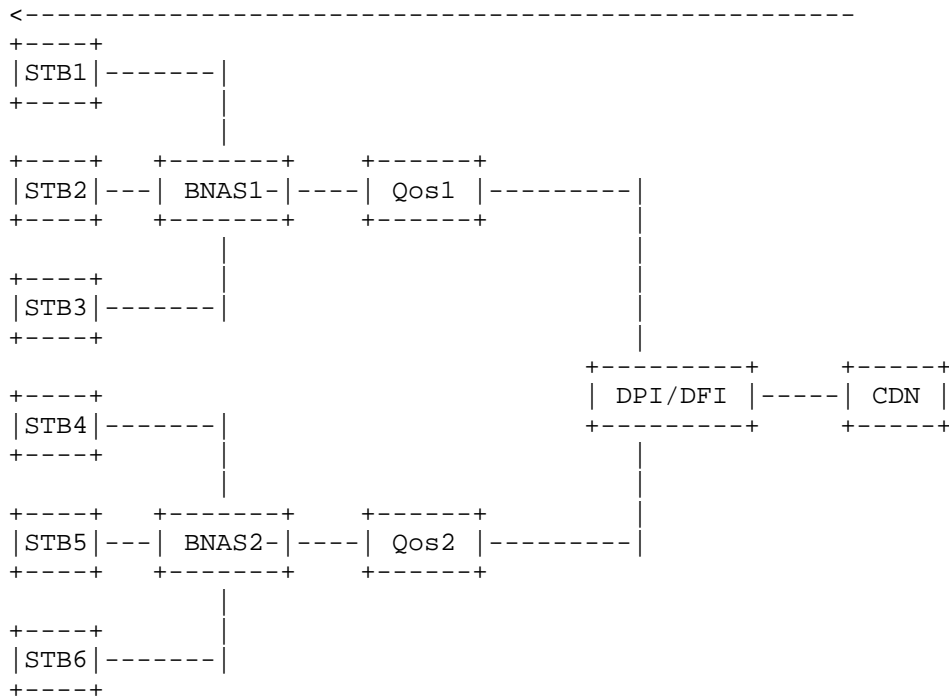 <--------------------------------------------------------
+----+
|STB1|-------|
+----+       |
             |
+----+   +-------+    +------+
|STB2|---| BNAS1-|----| Qos1 |---------|
+----+   +-------+    +------+         |
             |                         |
+----+       |                         |
|STB3|-------|                         |
+----+                                 |
                                    +---------+     +-----+
+----+                              | DPI/DFI |-----| CDN |
|STB4|-------|                      +---------+     +-----+
+----+       |                         |
             |                         |
+----+   +-------+    +------+         |
|STB5|---| BNAS2-|----| Qos2 |---------|
+----+   +-------+    +------+
             |
+----+       |
|STB6|-------|
+----+